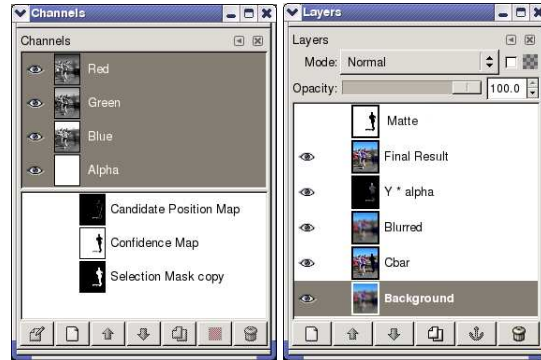 Channels
Channels
Red
Green
Blue
Alpha
Candidate Position Map
Confidence Map
Selection Mask copy
Layers
Layers
Mode: Normal
Opacity: 100.0
Matte
Final Result
Y * alpha
Blurred
Cbar
Background